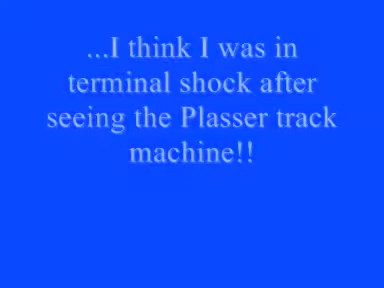 ...I think I was in
terminal shock after
seeing the Plasser track
machine!!